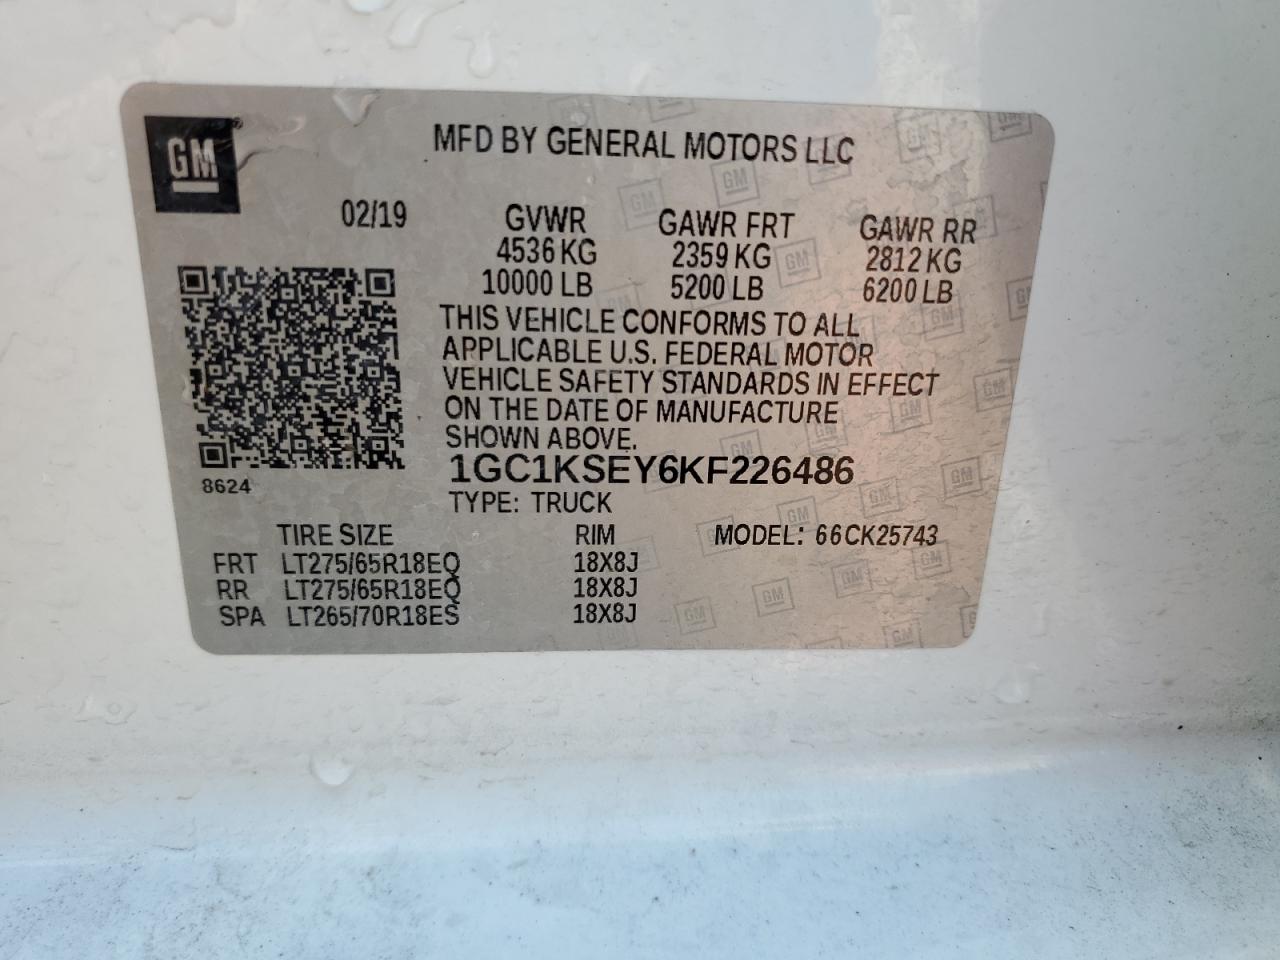 GM
MFD BY GENERAL MOTORS LLC
02/19 GVWR GAWR FRT GAWR RR
4536 KG 2359 KG 2812 KG
10000 LB 5200 LB 6200 LB
THIS VEHICLE CONFORMS TO ALL
APPLICABLE U.S. FEDERAL MOTOR
VEHICLE SAFETY STANDARDS IN EFFECT
ON THE DATE OF MANUFACTURE
SHOWN ABOVE.
1GC1KSEY6KF226486
8624
TYPE: TRUCK
TIRE SIZE RIM MODEL: 66CK25743
FRT LT275/65R18EQ 18X8J
RR LT275/65R18EQ 18X8J
SPA LT265/70R18ES 18X8J